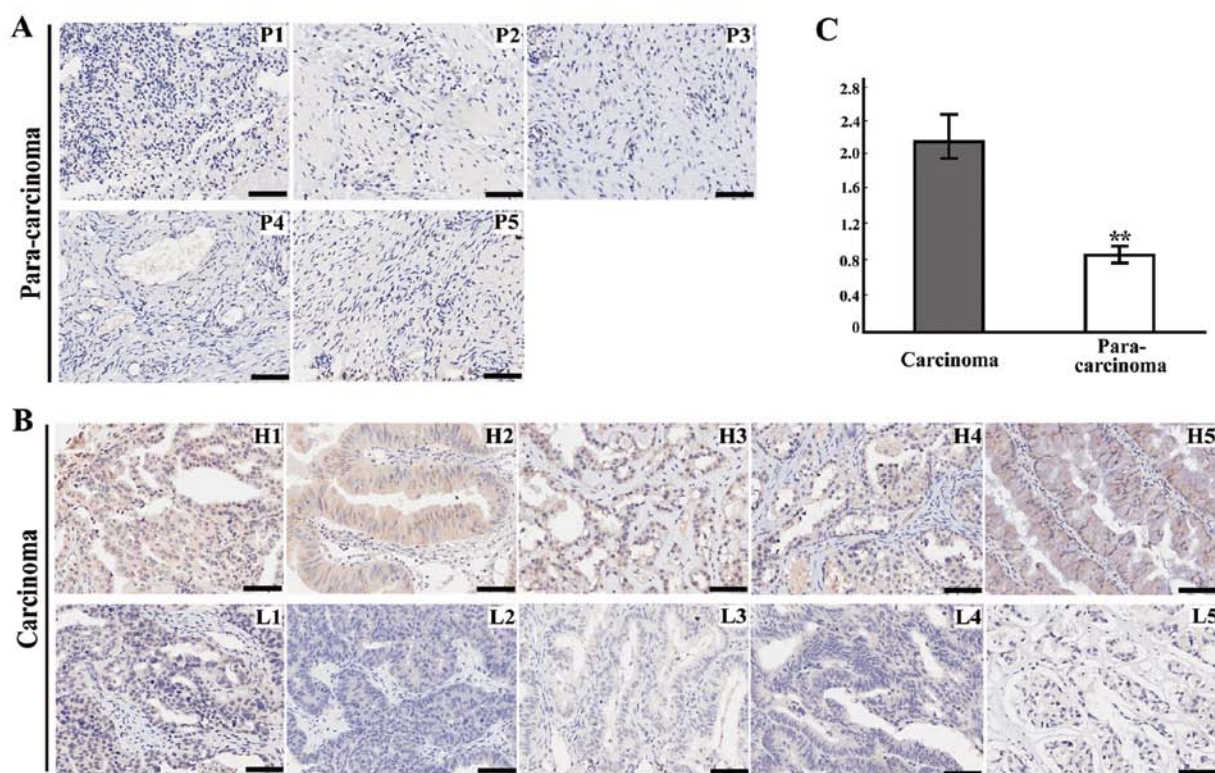 A
Para-carcinoma
P1
P2
P3
P4
P5
C
2.8
2.4
2.0
1.6
1.2
0.8
0.4
0
**
Carcinoma
Para-
carcinoma
B
Carcinoma
H1
H2
H3
H4
H5
L1
L2
L3
L4
L5